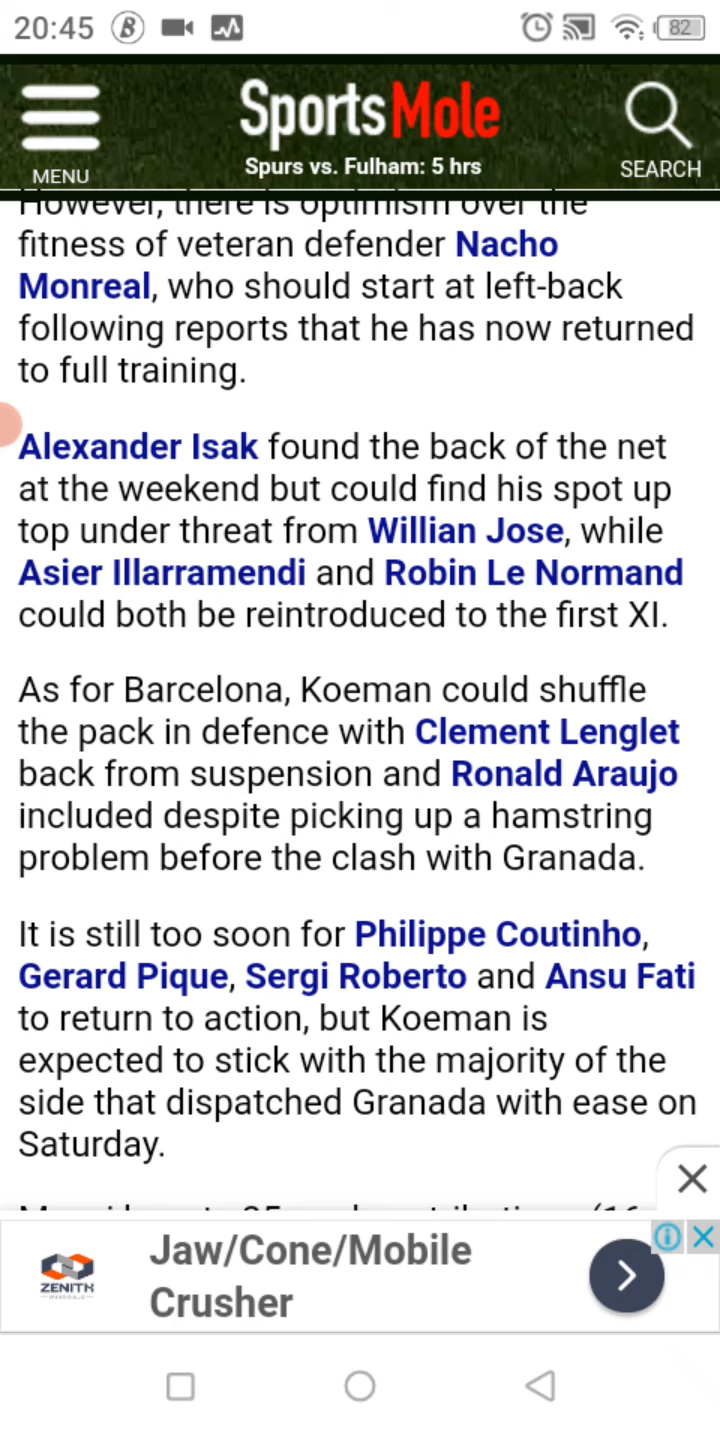 20:45
82
SportsMole
Spurs vs. Fulham: 5 hrs
MENU
SEARCH
However, there is optimism over the
fitness of veteran defender Nacho
Monreal, who should start at left-back
following reports that he has now returned
to full training.
Alexander Isak found the back of the net
at the weekend but could find his spot up
top under threat from Willian Jose, while
Asier Illarramendi and Robin Le Normand
could both be reintroduced to the first XI.
As for Barcelona, Koeman could shuffle
the pack in defence with Clement Lenglet
back from suspension and Ronald Araujo
included despite picking up a hamstring
problem before the clash with Granada.
It is still too soon for Philippe Coutinho,
Gerard Pique, Sergi Roberto and Ansu Fati
to return to action, but Koeman is
expected to stick with the majority of the
side that dispatched Granada with ease on
Saturday.
Jaw/Cone/Mobile
Crusher
ZENITH